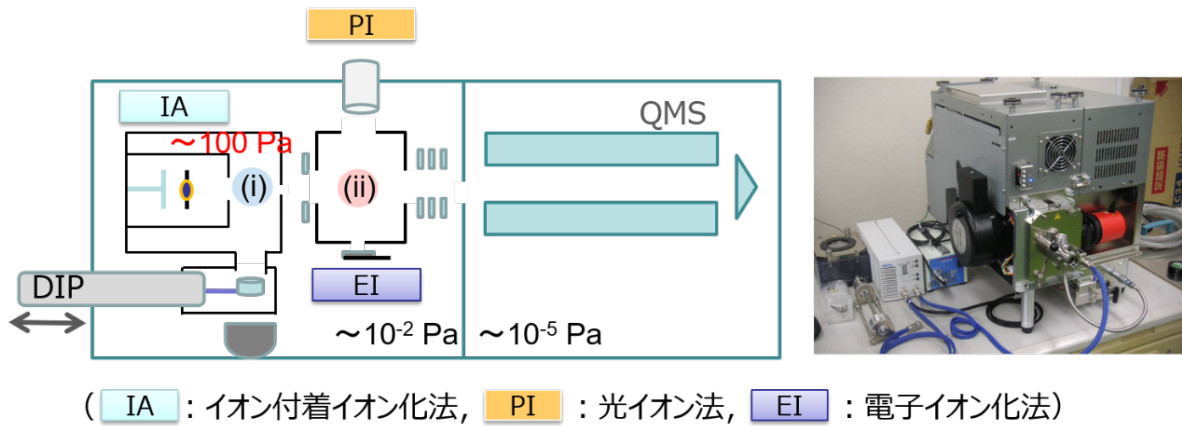 PI
IA
QMS
~100 Pa
(i)
(ii)
DIP
EI
~10-2 Pa
~10-5 Pa
( IA : イオン付着イオン化法, PI : 光イオン法, EI : 電子イオン化法)